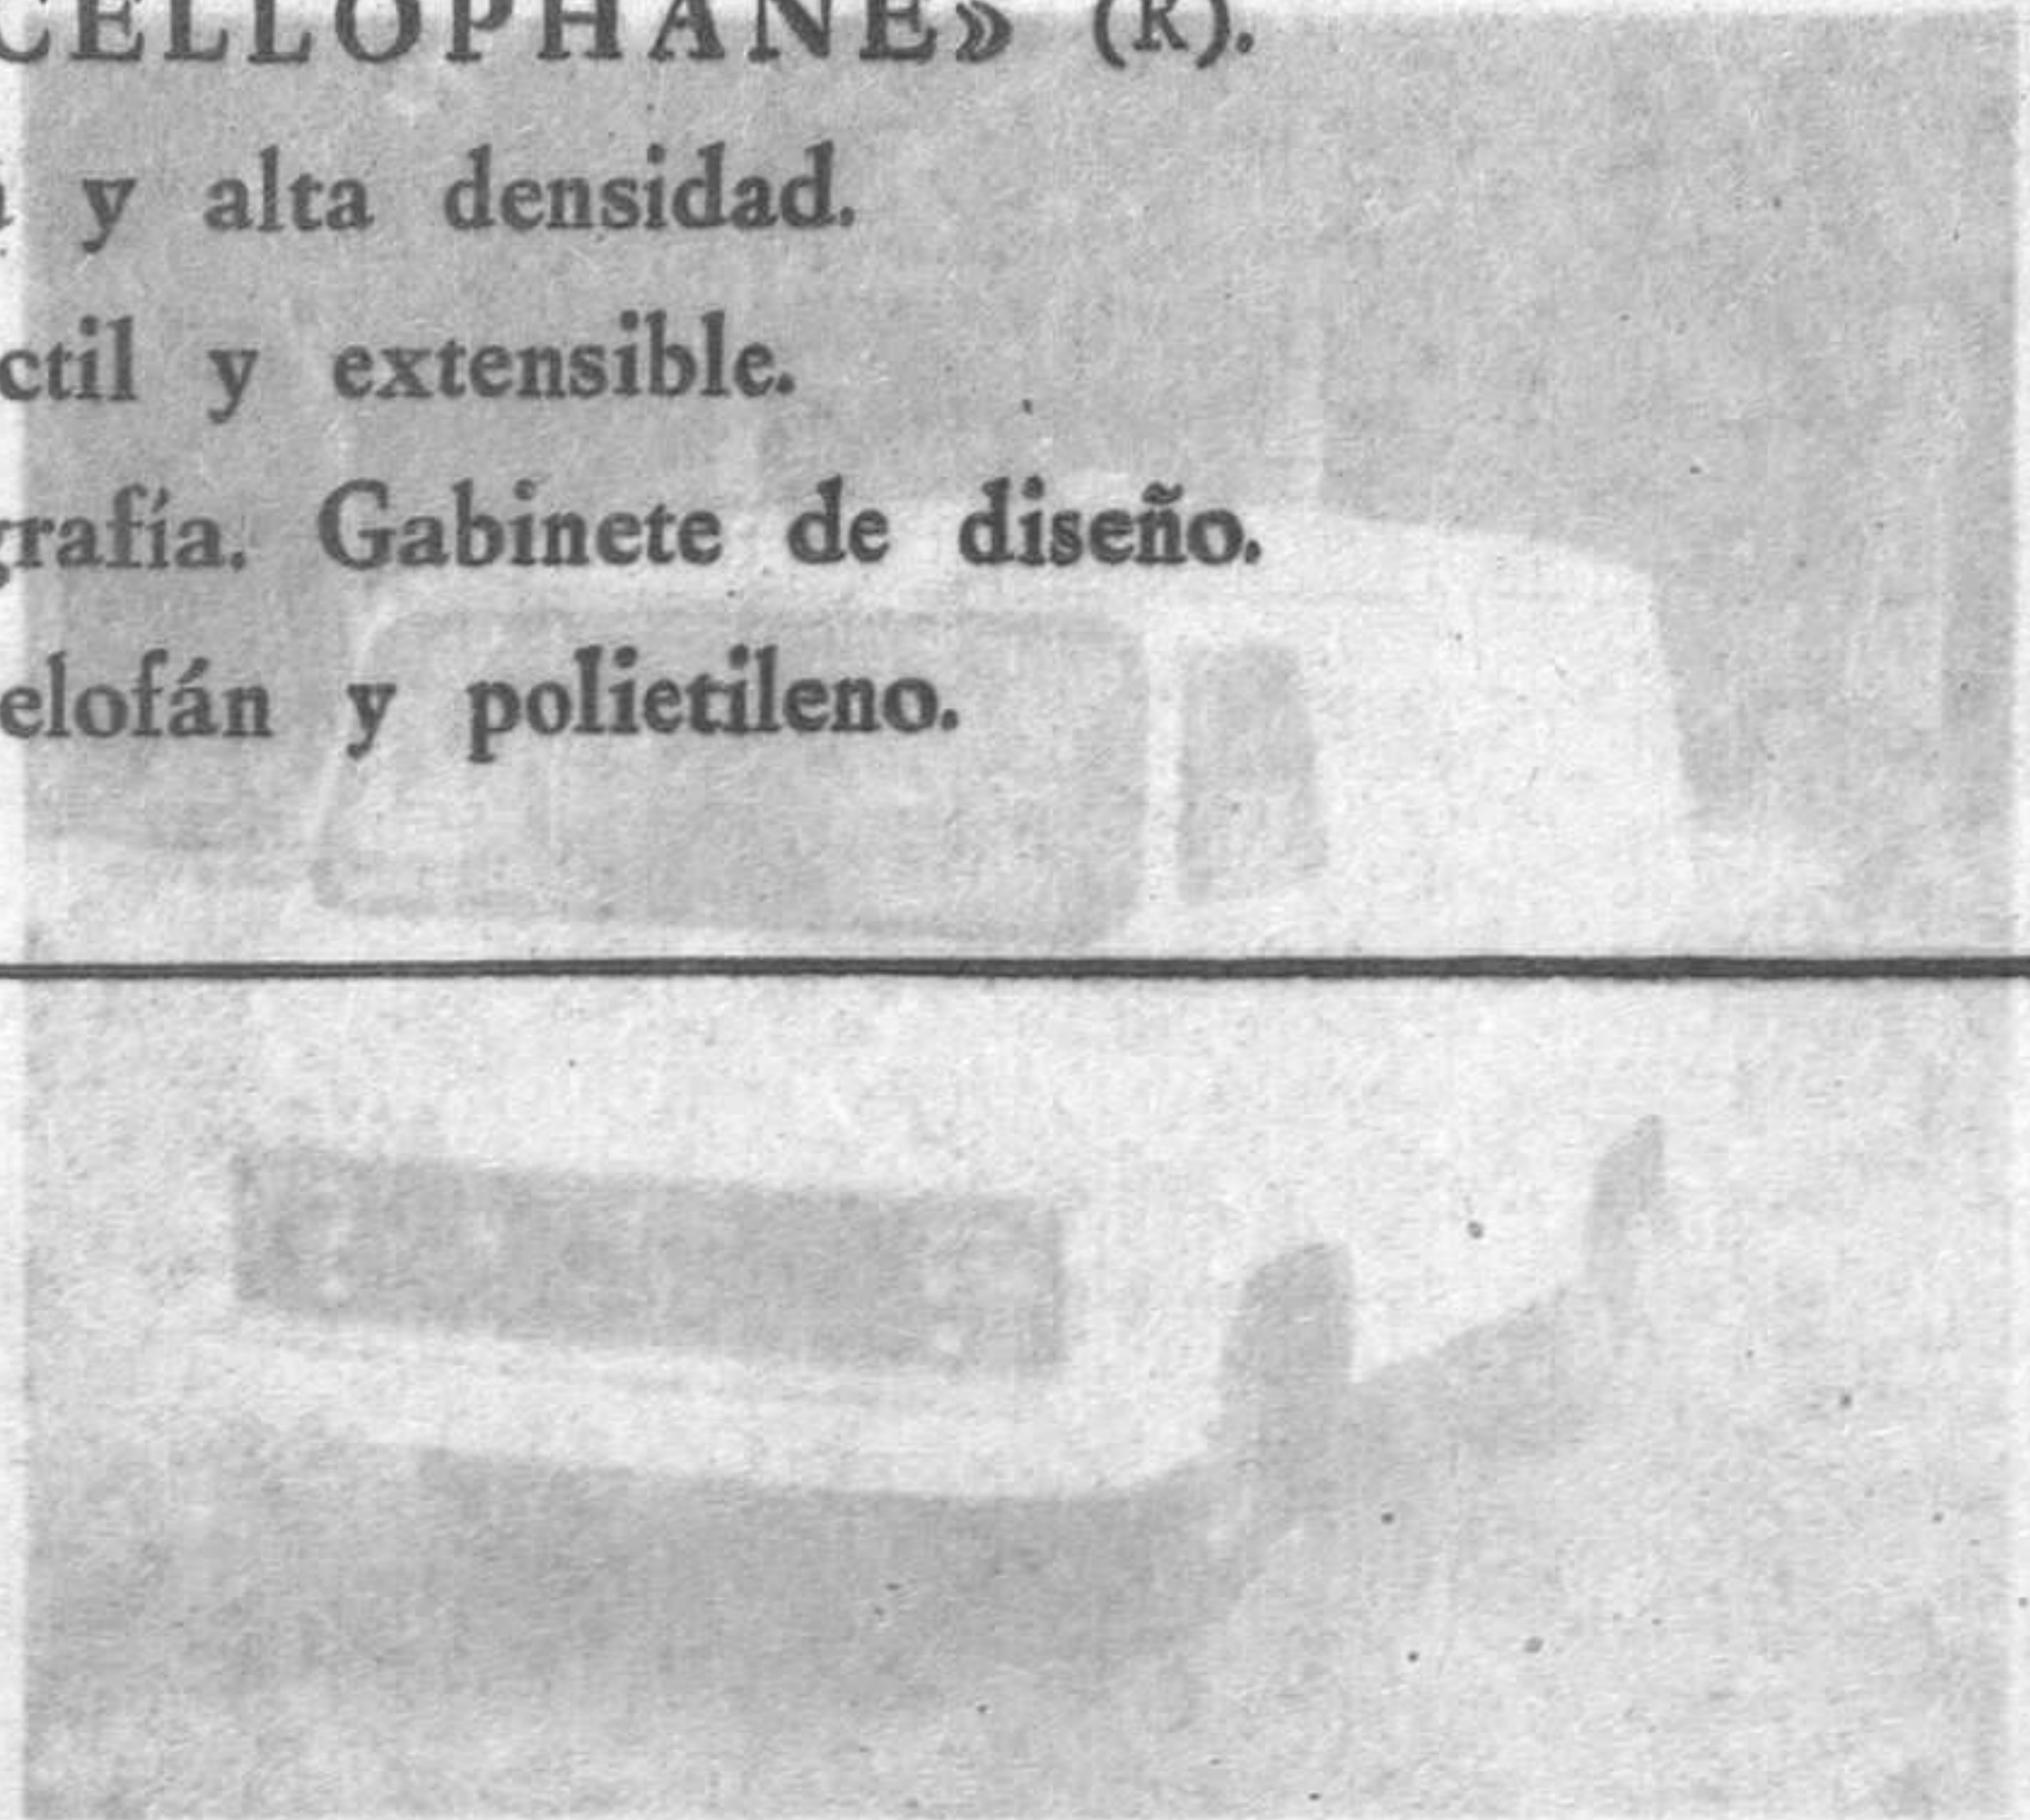 CELLOPHANE» (R).
y alta densidad.
ctil y extensible.
grafía. Gabinete de diseño.
elofán y polietileno.